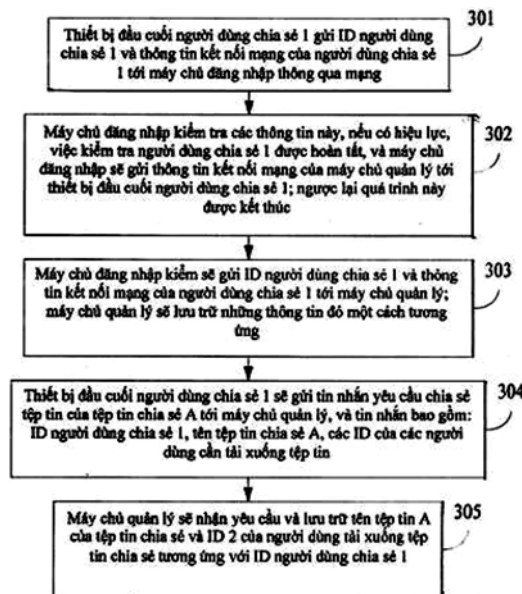 Thiết bị đầu cuối người dùng chia sẻ 1 gửi ID người dùng
chia sẻ 1 và thông tin kết nối mạng của người dùng chia sẻ
1 tới máy chủ đăng nhập thông qua mạng
301
Máy chủ đăng nhập kiểm tra các thông tin này, nếu có hiệu lực,
việc kiểm tra người dùng chia sẻ 1 được hoàn tất, và máy chủ
đăng nhập sẽ gửi thông tin kết nối mạng của máy chủ quản lý tới
thiết bị đầu cuối người dùng chia sẻ 1; ngược lại quá trình này
được kết thúc
302
Máy chủ đăng nhập kiểm sẽ gửi ID người dùng chia sẻ 1 và thông
tin kết nối mạng của người dùng chia sẻ 1 tới máy chủ quản lý;
máy chủ quản lý sẽ lưu trữ những thông tin đó một cách tương
ứng
303
Thiết bị đầu cuối người dùng chia sẻ 1 sẽ gửi tin nhắn yêu cầu chia sẻ
tệp tin của tệp tin chia sẻ A tới máy chủ quản lý, và tin nhắn bao gồm:
ID người dùng chia sẻ 1, tên tệp tin chia sẻ A, các ID của các người
dùng cần tải xuống tệp tin
304
Máy chủ quản lý sẽ nhận yêu cầu và lưu trữ tên tệp tin A
của tệp tin chia sẻ và ID 2 của người dùng tải xuống tệp
tin chia sẻ tương ứng với ID người dùng chia sẻ 1
305